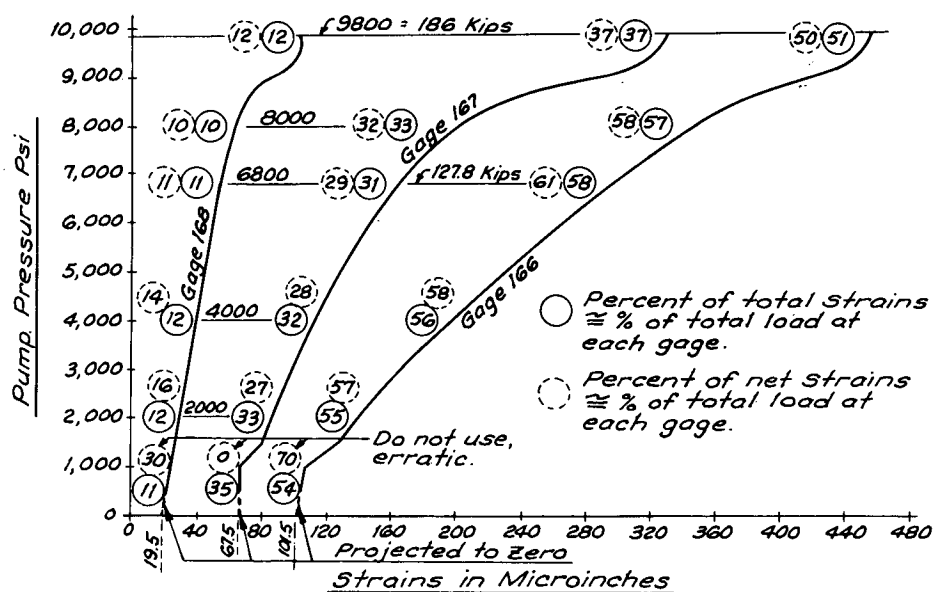 10,000
9,000
8,000
7,000
6,000
5,000
4,000
3,000
2,000
1,000
0
Pump. Pressure Psi
9800 = 186 Kips
12 12
37 37
50 51
10 10
8000
32 33
58 57
11 11
6800
29 31
127.8 Kips
61 58
14
12
4000
28
32
58
56
16
12
2000
27
33
57
55
30
11
0
35
70
54
Gage 168
Gage 167
Gage 166
Percent of total strains
≅ % of total load at
each gage.
Percent of net strains
≅ % of total load at
each gage.
Do not use,
erratic.
0 40 80 120 160 200 240 280 320 360 400 440 480
19.5
67.5
101.5
Projected to Zero
Strains in Microinches